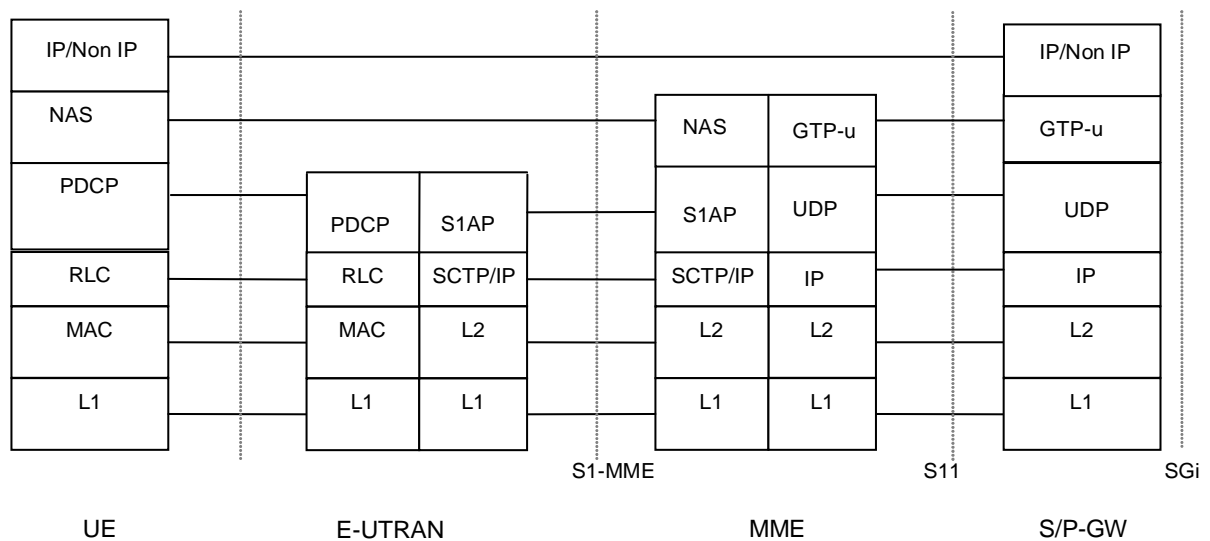 IP/Non IP
IP/Non IP
NAS
NAS
GTP-u
GTP-u
PDCP
PDCP
S1AP
S1AP
UDP
UDP
RLC
RLC
SCTP/IP
SCTP/IP
IP
IP
MAC
MAC
L2
L2
L2
L2
L1
L1
L1
L1
L1
L1
S1-MME
S11
SGi
UE
E-UTRAN
MME
S/P-GW